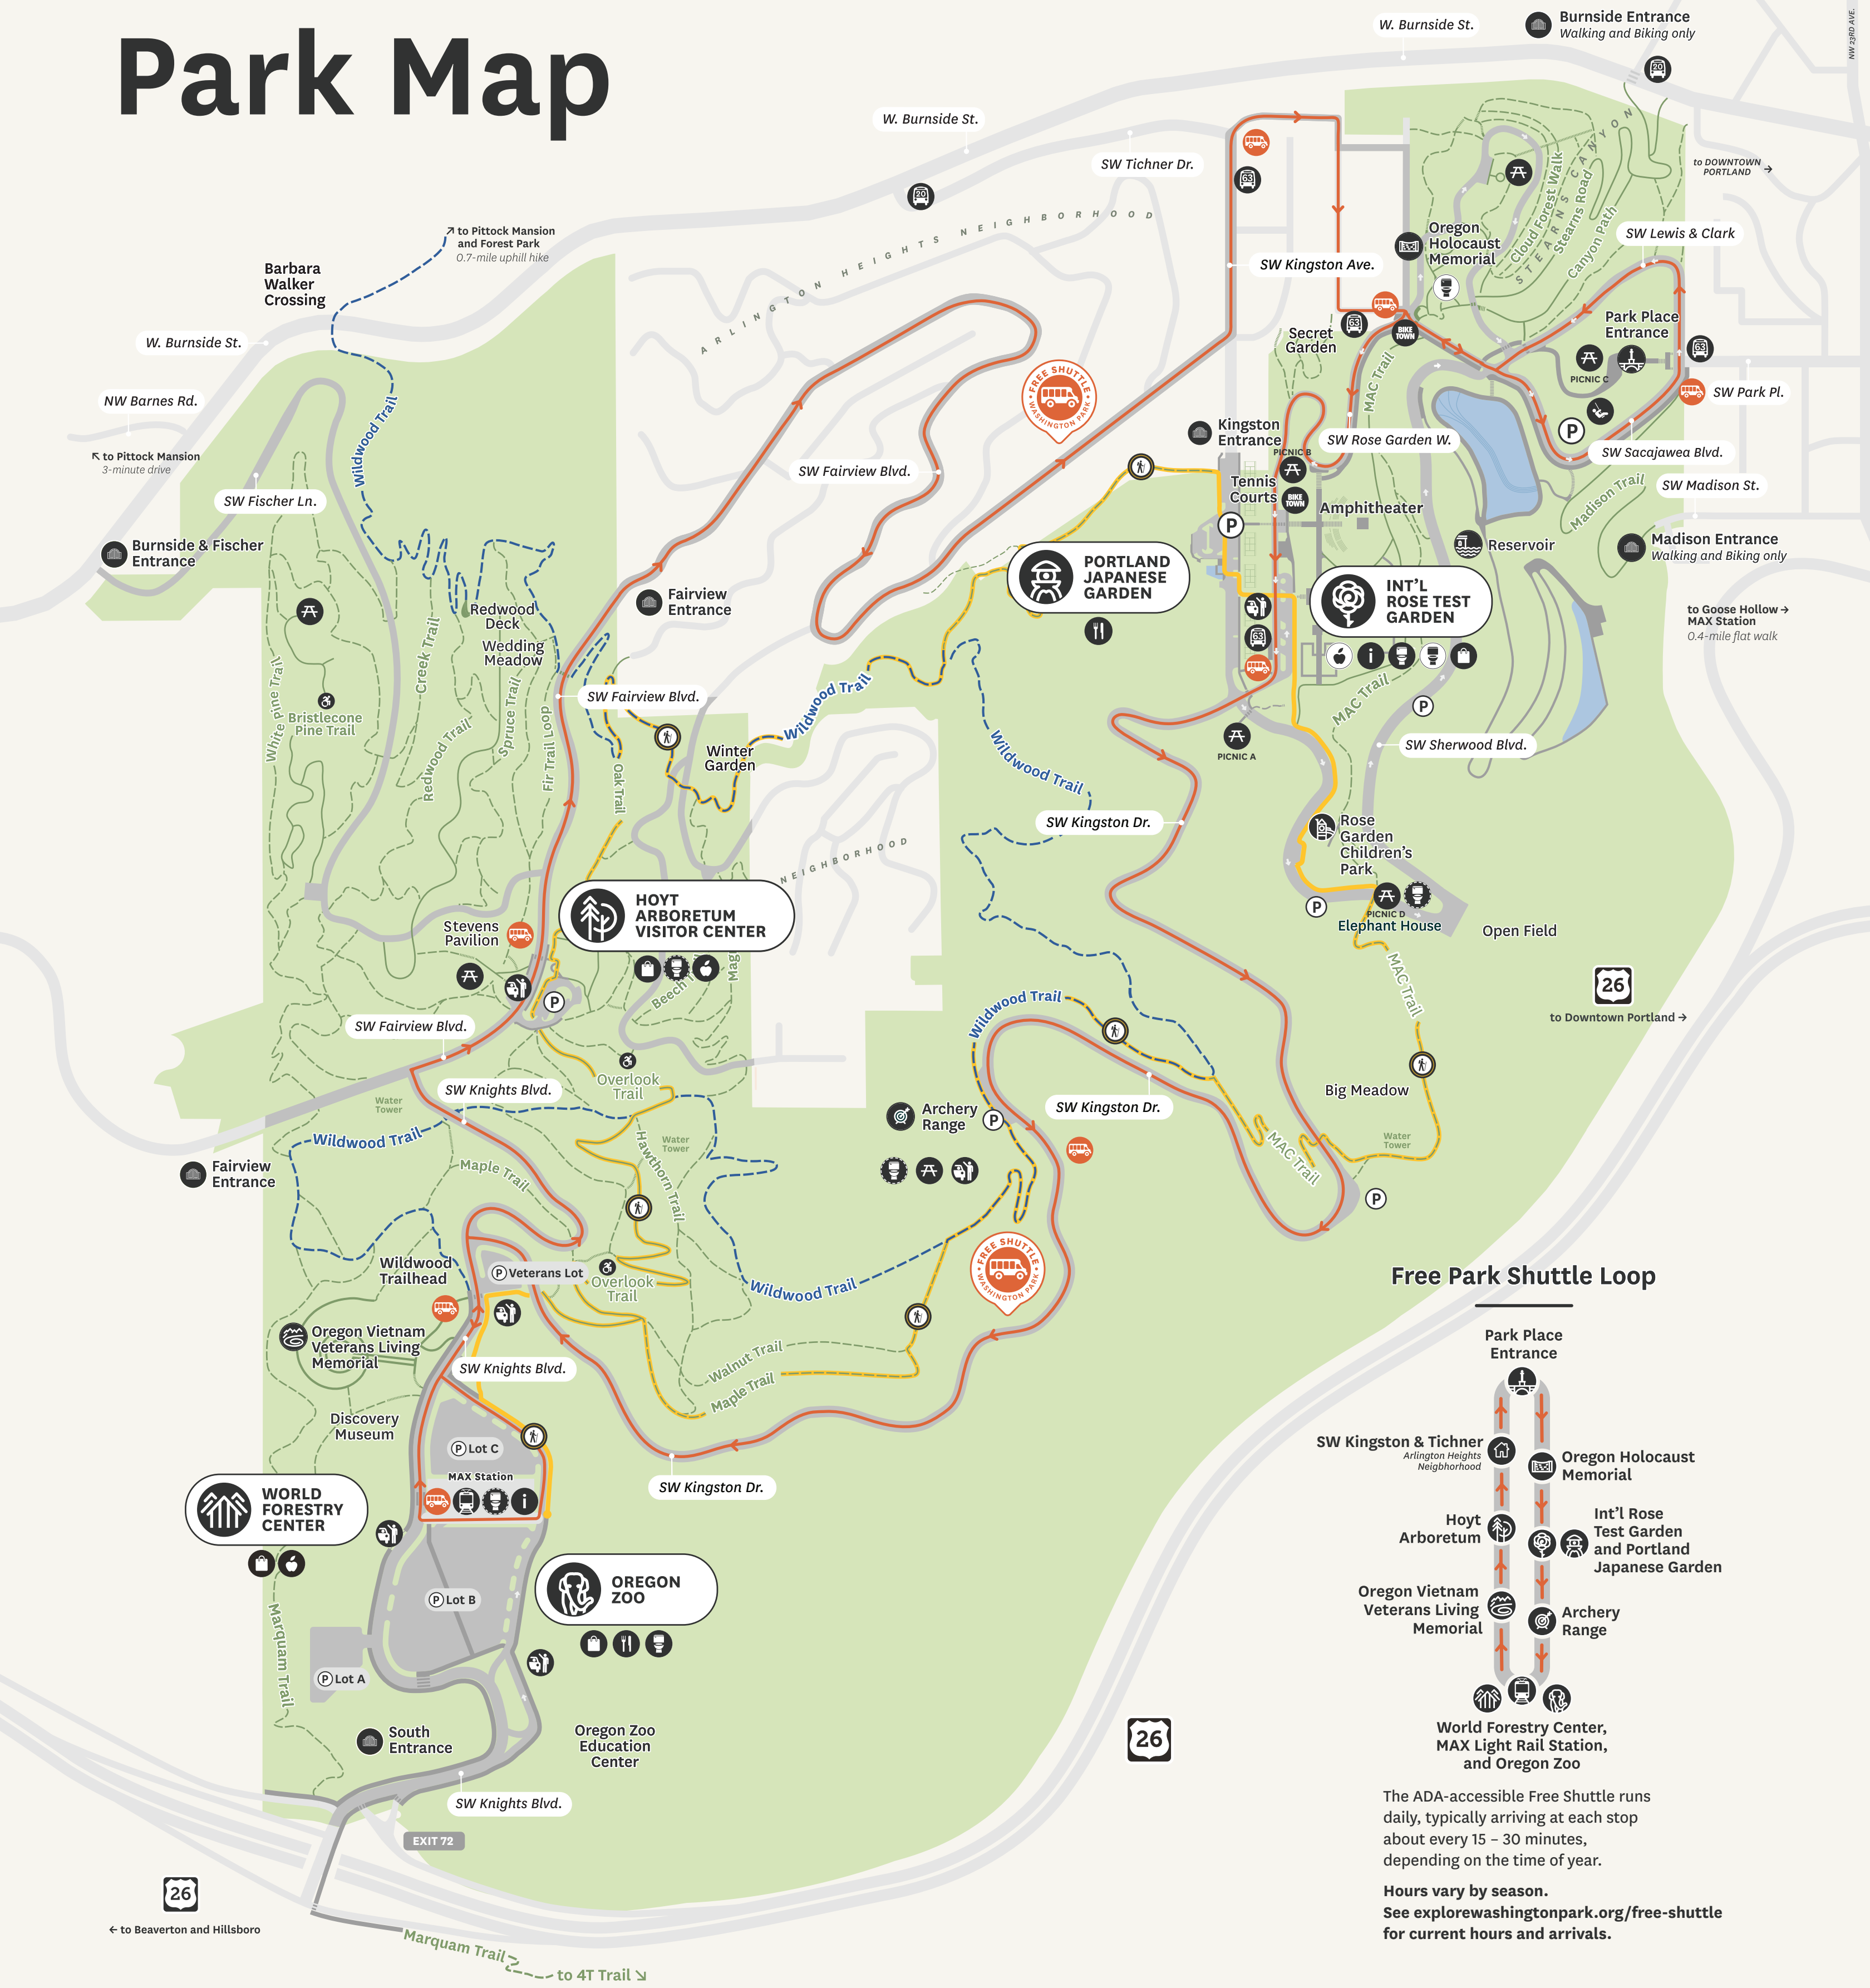 Park Map
W. Burnside St.
Burnside Entrance
Walking and Biking only
NW 23RD AVE.
20
W. Burnside St.
SW Tichner Dr.
20
63
to DOWNTOWN
PORTLAND →
STEARNS CANYON
Cloud Forest Walk
Stearns Road
Canyon Path
Oregon
Holocaust
Memorial
SW Lewis & Clark
ARLINGTON HEIGHTS NEIGHBORHOOD
↗ to Pittock Mansion
and Forest Park
0.7-mile uphill hike
Barbara
Walker
Crossing
SW Kingston Ave.
W. Burnside St.
Secret
Garden
63
BIKE
TOWN
Park Place
Entrance
63
PICNIC C
SW Park Pl.
MAC Trail
FREE SHUTTLE
WASHINGTON PARK
NW Barnes Rd.
↖ to Pittock Mansion
3-minute drive
Wildwood Trail
SW Fischer Ln.
SW Fairview Blvd.
Kingston
Entrance
PICNIC B
SW Rose Garden W.
P
SW Sacajawea Blvd.
SW Madison St.
Madison Trail
Tennis
Courts
BIKE
TOWN
Amphitheater
P
Reservoir
Madison Entrance
Walking and Biking only
Burnside & Fischer
Entrance
PORTLAND
JAPANESE
GARDEN
INT'L
ROSE TEST
GARDEN
Fairview
Entrance
Redwood
Deck
Wedding
Meadow
to Goose Hollow →
MAX Station
0.4-mile flat walk
63
White Pine Trail
Bristlecone
Pine Trail
Creek Trail
Redwood Trail
Spruce Trail
Fir Trail Loop
Oak Trail
SW Fairview Blvd.
Winter
Garden
Wildwood Trail
Wildwood Trail
MAC Trail
P
SW Sherwood Blvd.
PICNIC A
SW Kingston Dr.
Rose
Garden
Children's
Park
NEIGHBORHOOD
P
PICNIC D
Elephant House
Open Field
HOYT
ARBORETUM
VISITOR CENTER
Stevens
Pavilion
P
Beech
Mag
MAC Trail
26
to Downtown Portland →
SW Fairview Blvd.
Wildwood Trail
SW Knights Blvd.
Overlook
Trail
Water
Tower
Big Meadow
SW Kingston Dr.
Archery
Range
P
Wildwood Trail
Hawthorn Trail
Water
Tower
Water
Tower
MAC Trail
Fairview
Entrance
Maple Trail
P
Wildwood
Trailhead
P Veterans Lot
Overlook
Trail
Wildwood Trail
FREE SHUTTLE
WASHINGTON PARK
Oregon Vietnam
Veterans Living
Memorial
SW Knights Blvd.
Walnut Trail
Maple Trail
Discovery
Museum
P Lot C
MAX Station
SW Kingston Dr.
WORLD
FORESTRY
CENTER
OREGON
ZOO
P Lot B
Marquam Trail
P Lot A
South
Entrance
Oregon Zoo
Education
Center
26
SW Knights Blvd.
EXIT 72
26
← to Beaverton and Hillsboro
Marquam Trail
to 4T Trail ↘
Free Park Shuttle Loop
Park Place
Entrance
SW Kingston & Tichner
Arlington Heights
Neigbhorhood
Oregon Holocaust
Memorial
Hoyt
Arboretum
Int'l Rose
Test Garden
and Portland
Japanese Garden
Oregon Vietnam
Veterans Living
Memorial
Archery
Range
World Forestry Center,
MAX Light Rail Station,
and Oregon Zoo
The ADA-accessible Free Shuttle runs
daily, typically arriving at each stop
about every 15 – 30 minutes,
depending on the time of year.
Hours vary by season.
See explorewashingtonpark.org/free-shuttle
for current hours and arrivals.